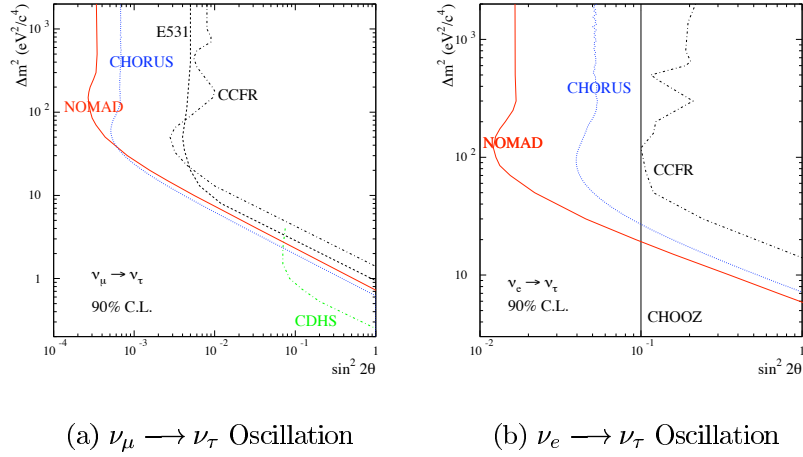 Δm² (eV²/c⁴)
10³
10²
10
1
E531
CHORUS
CCFR
NOMAD
ν_μ → ν_τ
90% C.L.
CDHS
10⁻⁴
10⁻³
10⁻²
10⁻¹
1
sin² 2θ
Δm² (eV²/c⁴)
10³
10²
10
CHORUS
NOMAD
CCFR
ν_e → ν_τ
90% C.L.
CHOOZ
10⁻²
10⁻¹
1
sin² 2θ
(a) ν_μ ⟶ ν_τ Oscillation
(b) ν_e ⟶ ν_τ Oscillation